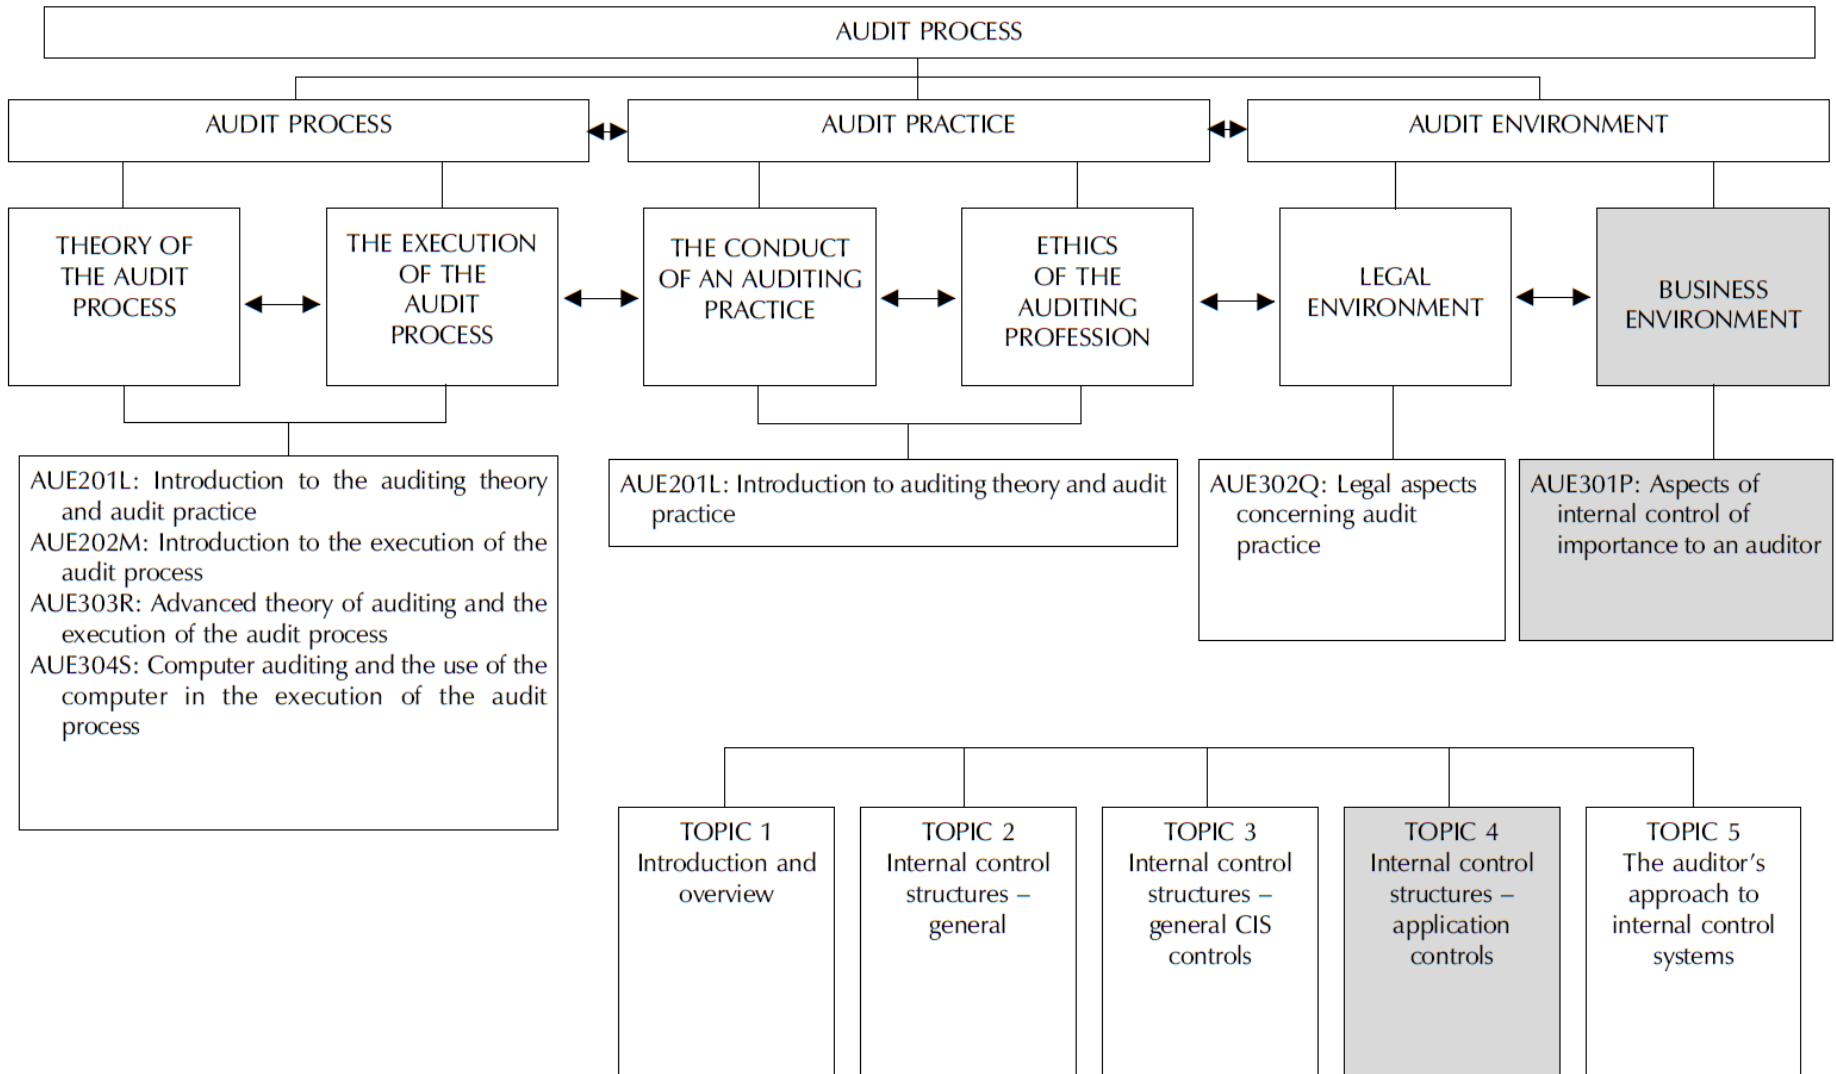 AUDIT PROCESS
AUDIT PROCESS
AUDIT PRACTICE
AUDIT ENVIRONMENT
THEORY OF
THE AUDIT
PROCESS
THE EXECUTION
OF THE
AUDIT
PROCESS
THE CONDUCT
OF AN AUDITING
PRACTICE
ETHICS
OF THE
AUDITING
PROFESSION
LEGAL
ENVIRONMENT
BUSINESS
ENVIRONMENT
AUE201L: Introduction to the auditing theory
and audit practice
AUE202M: Introduction to the execution of the
audit process
AUE303R: Advanced theory of auditing and the
execution of the audit process
AUE304S: Computer auditing and the use of the
computer in the execution of the audit
process
AUE201L: Introduction to auditing theory and audit
practice
AUE302Q: Legal aspects
concerning audit
practice
AUE301P: Aspects of
internal control of
importance to an auditor
TOPIC 1
Introduction and
overview
TOPIC 2
Internal control
structures –
general
TOPIC 3
Internal control
structures –
general CIS
controls
TOPIC 4
Internal control
structures –
application
controls
TOPIC 5
The auditor's
approach to
internal control
systems